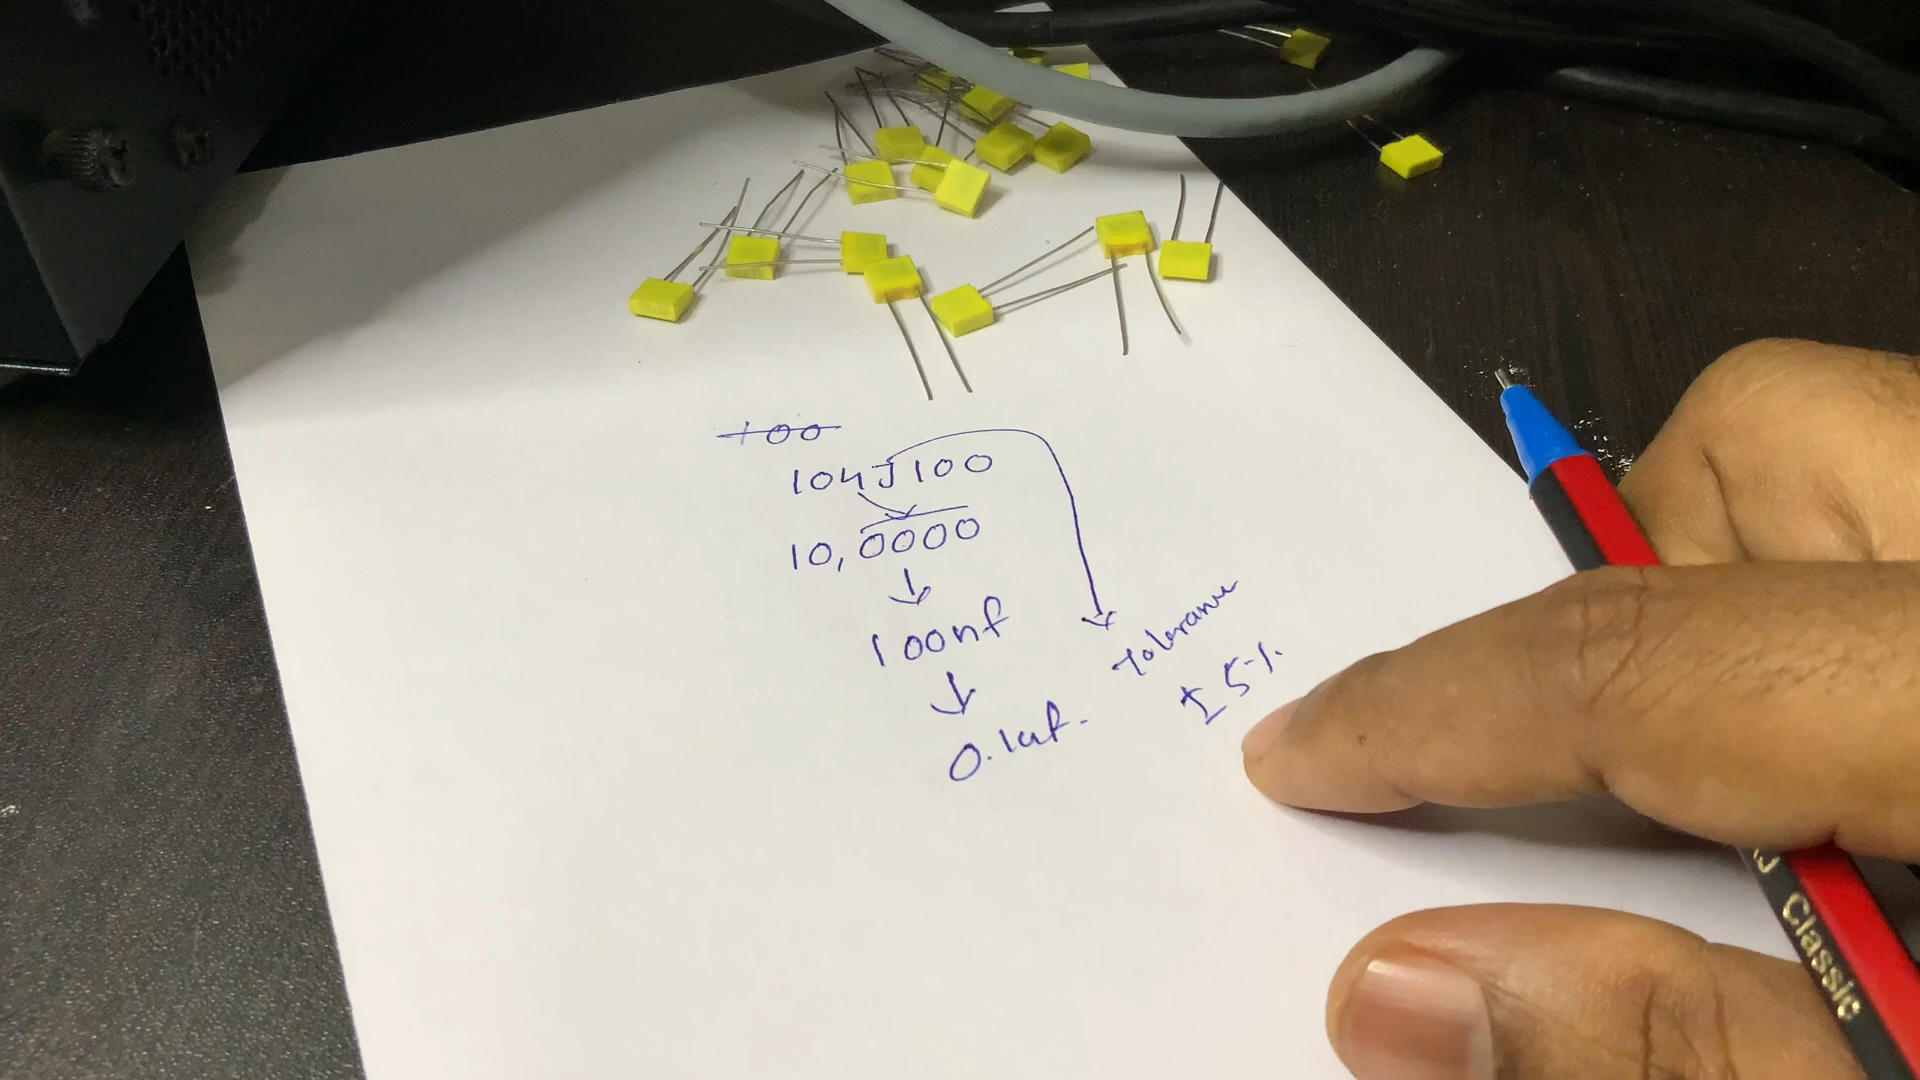 100
104J100
10,0000
↓
100nf
↓
0.1uf.
Tolerance
± 5%
Classic